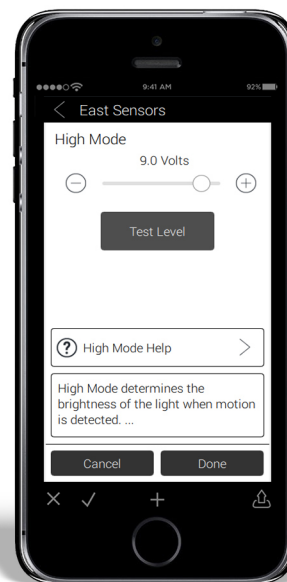 9:41 AM 92%
East Sensors
High Mode
9.0 Volts
Test Level
? High Mode Help
High Mode determines the
brightness of the light when motion
is detected. ...
Cancel Done